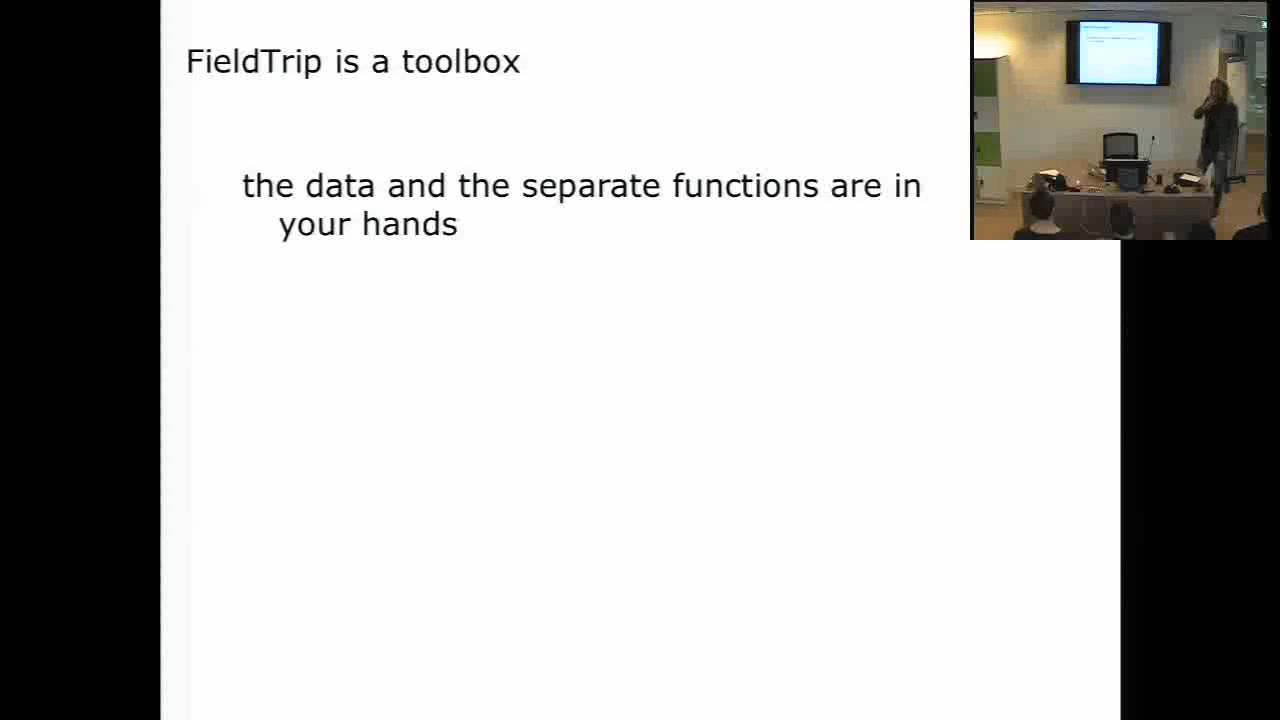 FieldTrip is a toolbox
the data and the separate functions are in
your hands